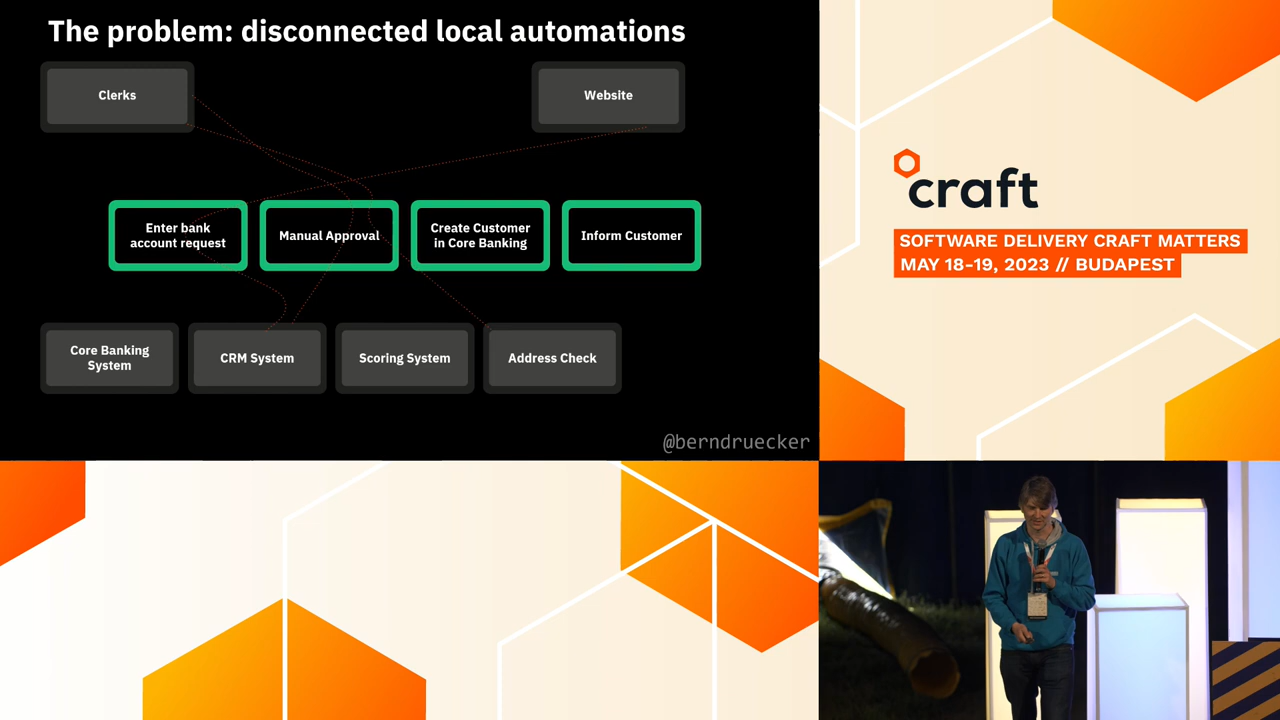 The problem: disconnected local automations
Clerks
Website
Enter bank
account request
Manual Approval
Create Customer
in Core Banking
Inform Customer
Core Banking
System
CRM System
Scoring System
Address Check
@berndruecker
craft
SOFTWARE DELIVERY CRAFT MATTERS
MAY 18-19, 2023 // BUDAPEST